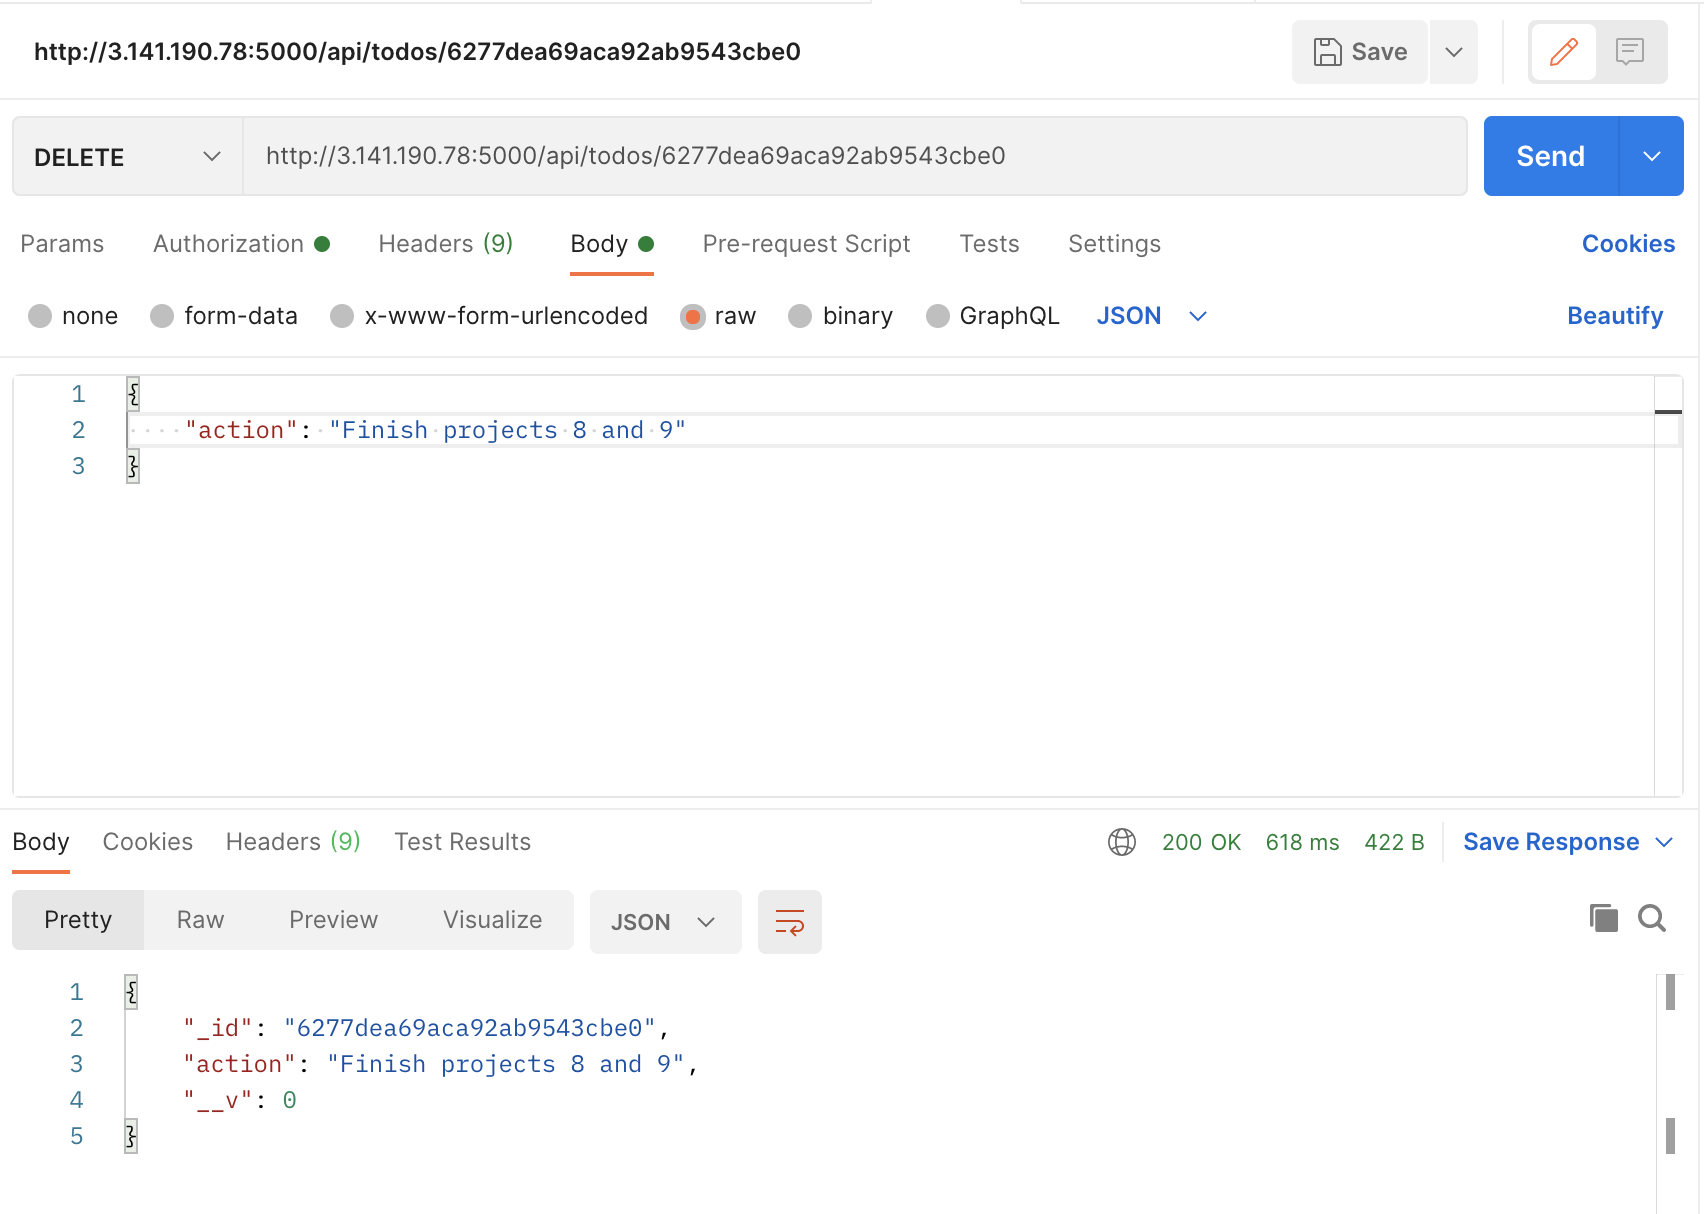 http://3.141.190.78:5000/api/todos/6277dea69aca92ab9543cbe0 Save
DELETE http://3.141.190.78:5000/api/todos/6277dea69aca92ab9543cbe0 Send
Params Authorization Headers (9) Body Pre-request Script Tests Settings Cookies
none form-data x-www-form-urlencoded raw binary GraphQL JSON Beautify
1 {
2 "action": "Finish projects 8 and 9"
3 }
Body Cookies Headers (9) Test Results 200 OK 618 ms 422 B Save Response
Pretty Raw Preview Visualize JSON
1 {
2 "_id": "6277dea69aca92ab9543cbe0",
3 "action": "Finish projects 8 and 9",
4 "__v": 0
5 }